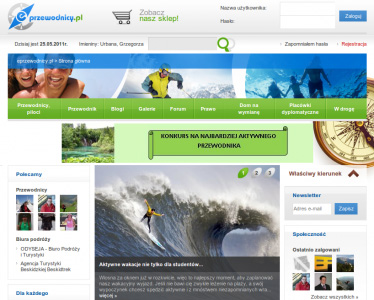 eprzewodnicy.pl
Zobacz
nasz sklep!
Nazwa użytkownika:
Hasło:
Zaloguj
Dzisiaj jest 25.05.2011r.
Imieniny: Urbana, Grzegorza
Zapomniałem hasła
Rejestracja
eprzewodnicy.pl » Strona główna
Przewodnicy, piloci
Przewodnik
Blogi
Galerie
Forum
Prawo
Dom na wymianę
Placówki dyplomatyczne
W drogę
KONKURS NA NAJBARDZIEJ AKTYWNEGO
PRZEWODNIKA
Właściwy kierunek
Polecamy
Przewodnicy
Biura podróży
ODYSEJA - Biuro Podróży i Turystyki
Agencja Turystyki Beskidzkiej Beskidtrek
Dla każdego
1 2 3
Aktywne wakacje nie tylko dla studentów...
więcej »
Newsletter
Adres e-mail
Zapisz
Społeczność
Ostatnio zalogowani
Zobacz wszystkich »